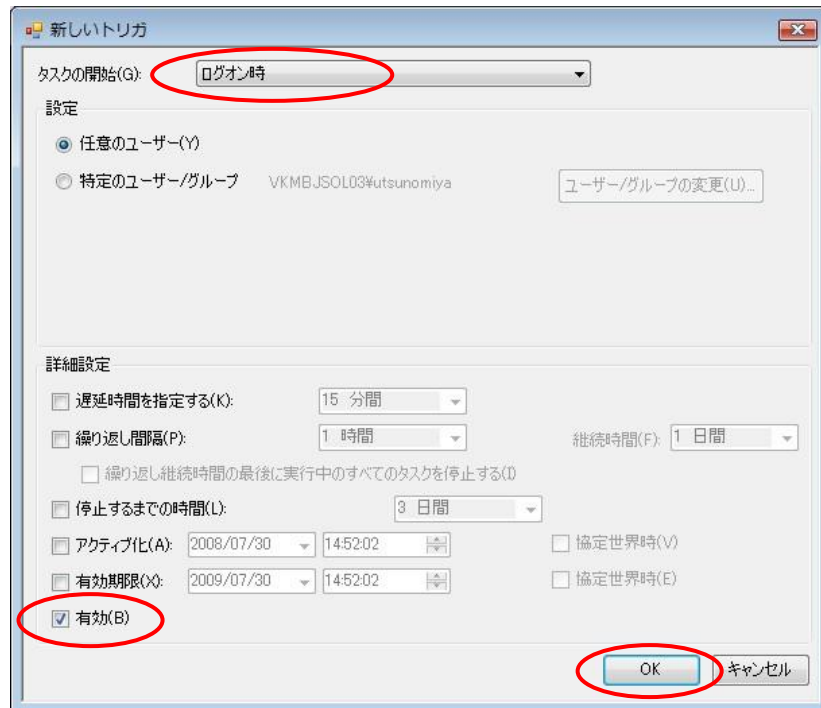 新しいトリガ
タスクの開始(G): ログオン時
設定
任意のユーザー(Y)
特定のユーザー/グループ VKMBJSOL03¥utsunomiya ユーザー/グループの変更(U)...
詳細設定
遅延時間を指定する(K): 15 分間
繰り返し間隔(P): 1 時間 継続時間(F): 1 日間
繰り返し継続時間の最後に実行中のすべてのタスクを停止する(I)
停止するまでの時間(L): 3 日間
アクティブ化(A): 2008/07/30 14:52:02 協定世界時(V)
有効期限(X): 2009/07/30 14:52:02 協定世界時(E)
有効(B)
OK キャンセル